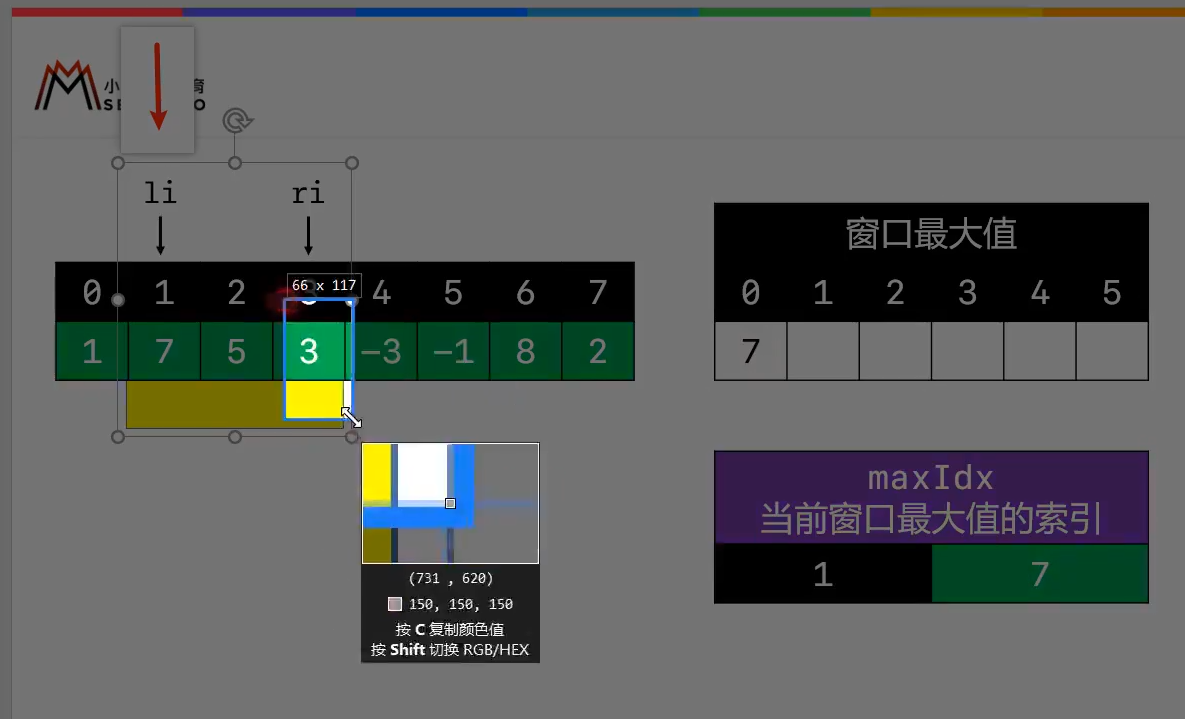 小 育
SE O
li ri
66 x 117
0 1 2 3 4 5 6 7
1 7 5 3 −3 −1 8 2
窗口最大值
0 1 2 3 4 5
7
maxIdx
当前窗口最大值的索引
1 7
(731 , 620)
150, 150, 150
按 C 复制颜色值
按 Shift 切换 RGB/HEX